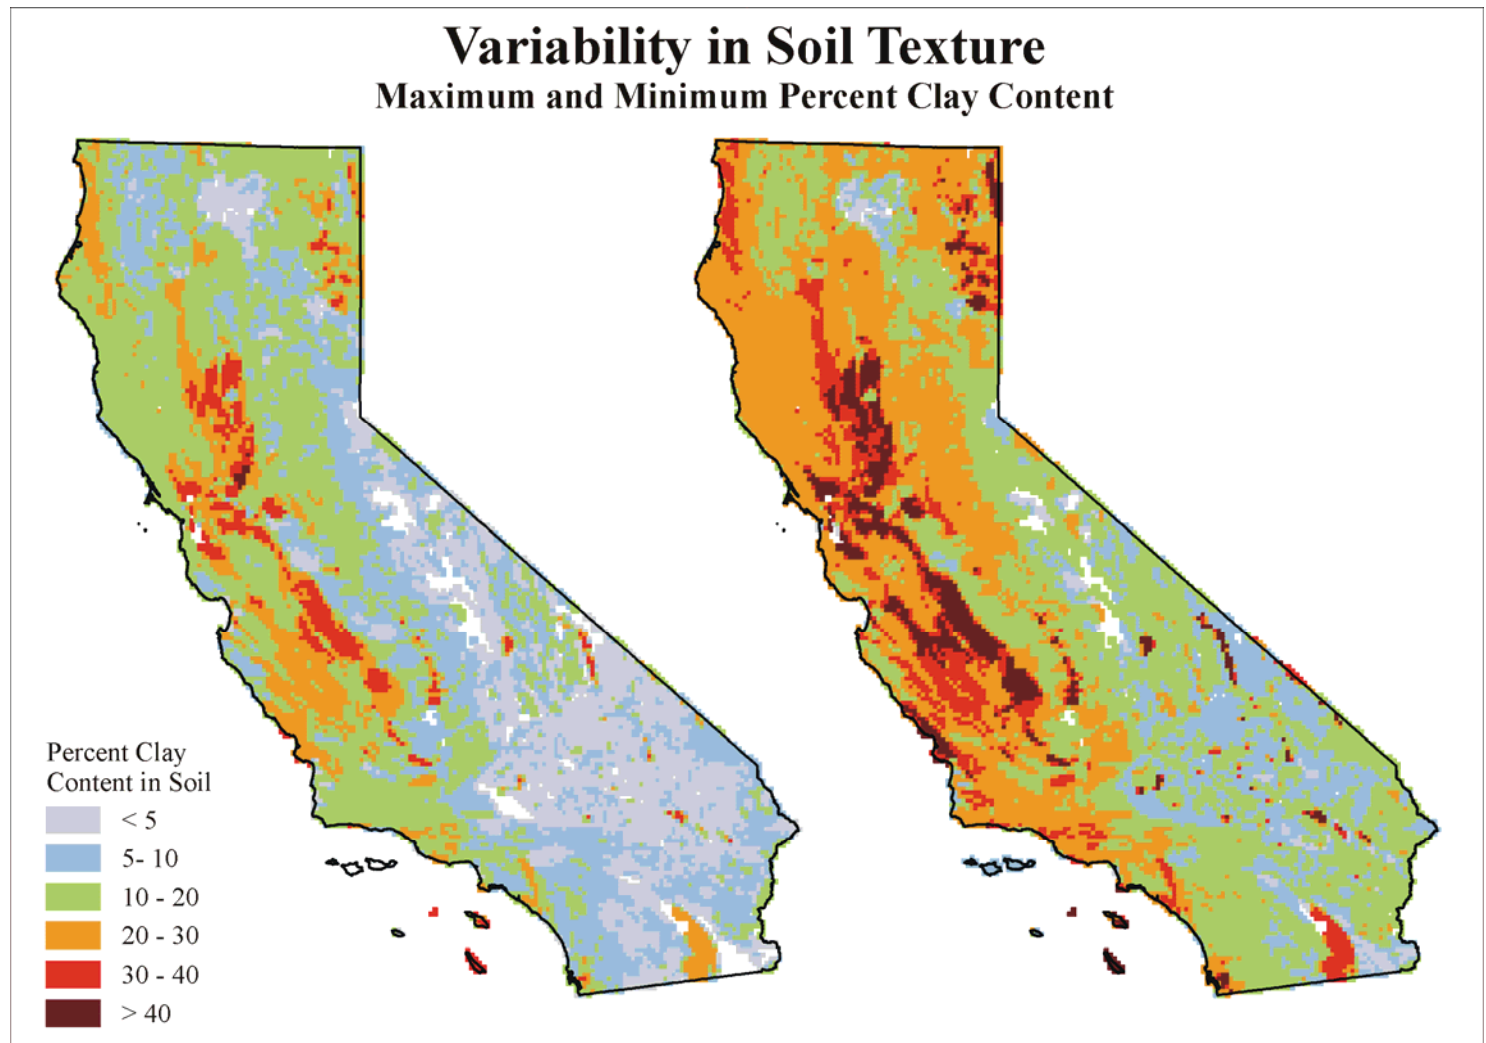 Variability in Soil Texture
Maximum and Minimum Percent Clay Content
Percent Clay
Content in Soil
< 5
5- 10
10 - 20
20 - 30
30 - 40
> 40